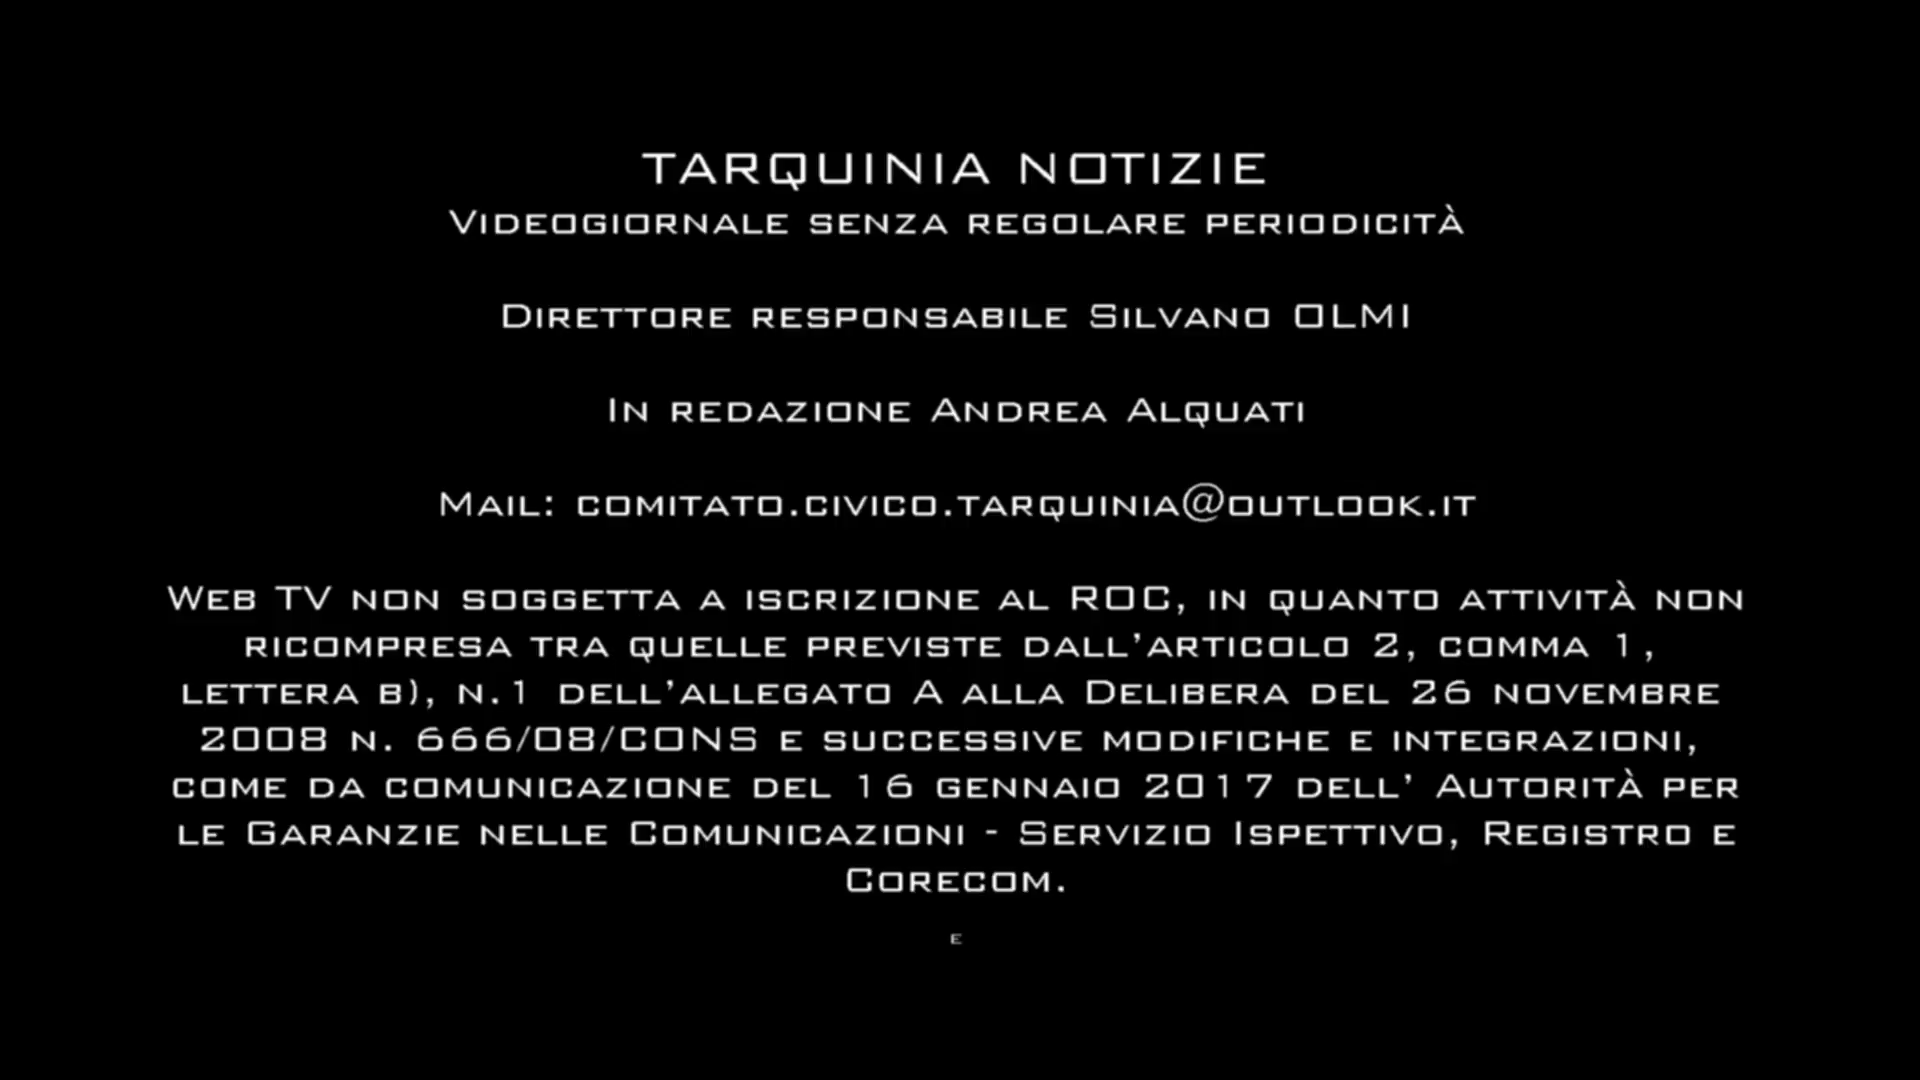 TARQUINIA NOTIZIE
Videogiornale senza regolare periodicità
Direttore responsabile Silvano OLMI
In redazione Andrea Alquati
Mail: comitato.civico.tarquinia@outlook.it
Web TV non soggetta a iscrizione al ROC, in quanto attività non
ricompresa tra quelle previste dall'articolo 2, comma 1,
lettera b), n.1 dell'allegato A alla Delibera del 26 novembre
2008 n. 666/08/CONS e successive modifiche e integrazioni,
come da comunicazione del 16 gennaio 2017 dell' Autorità per
le Garanzie nelle Comunicazioni - Servizio Ispettivo, Registro e
Corecom.
e